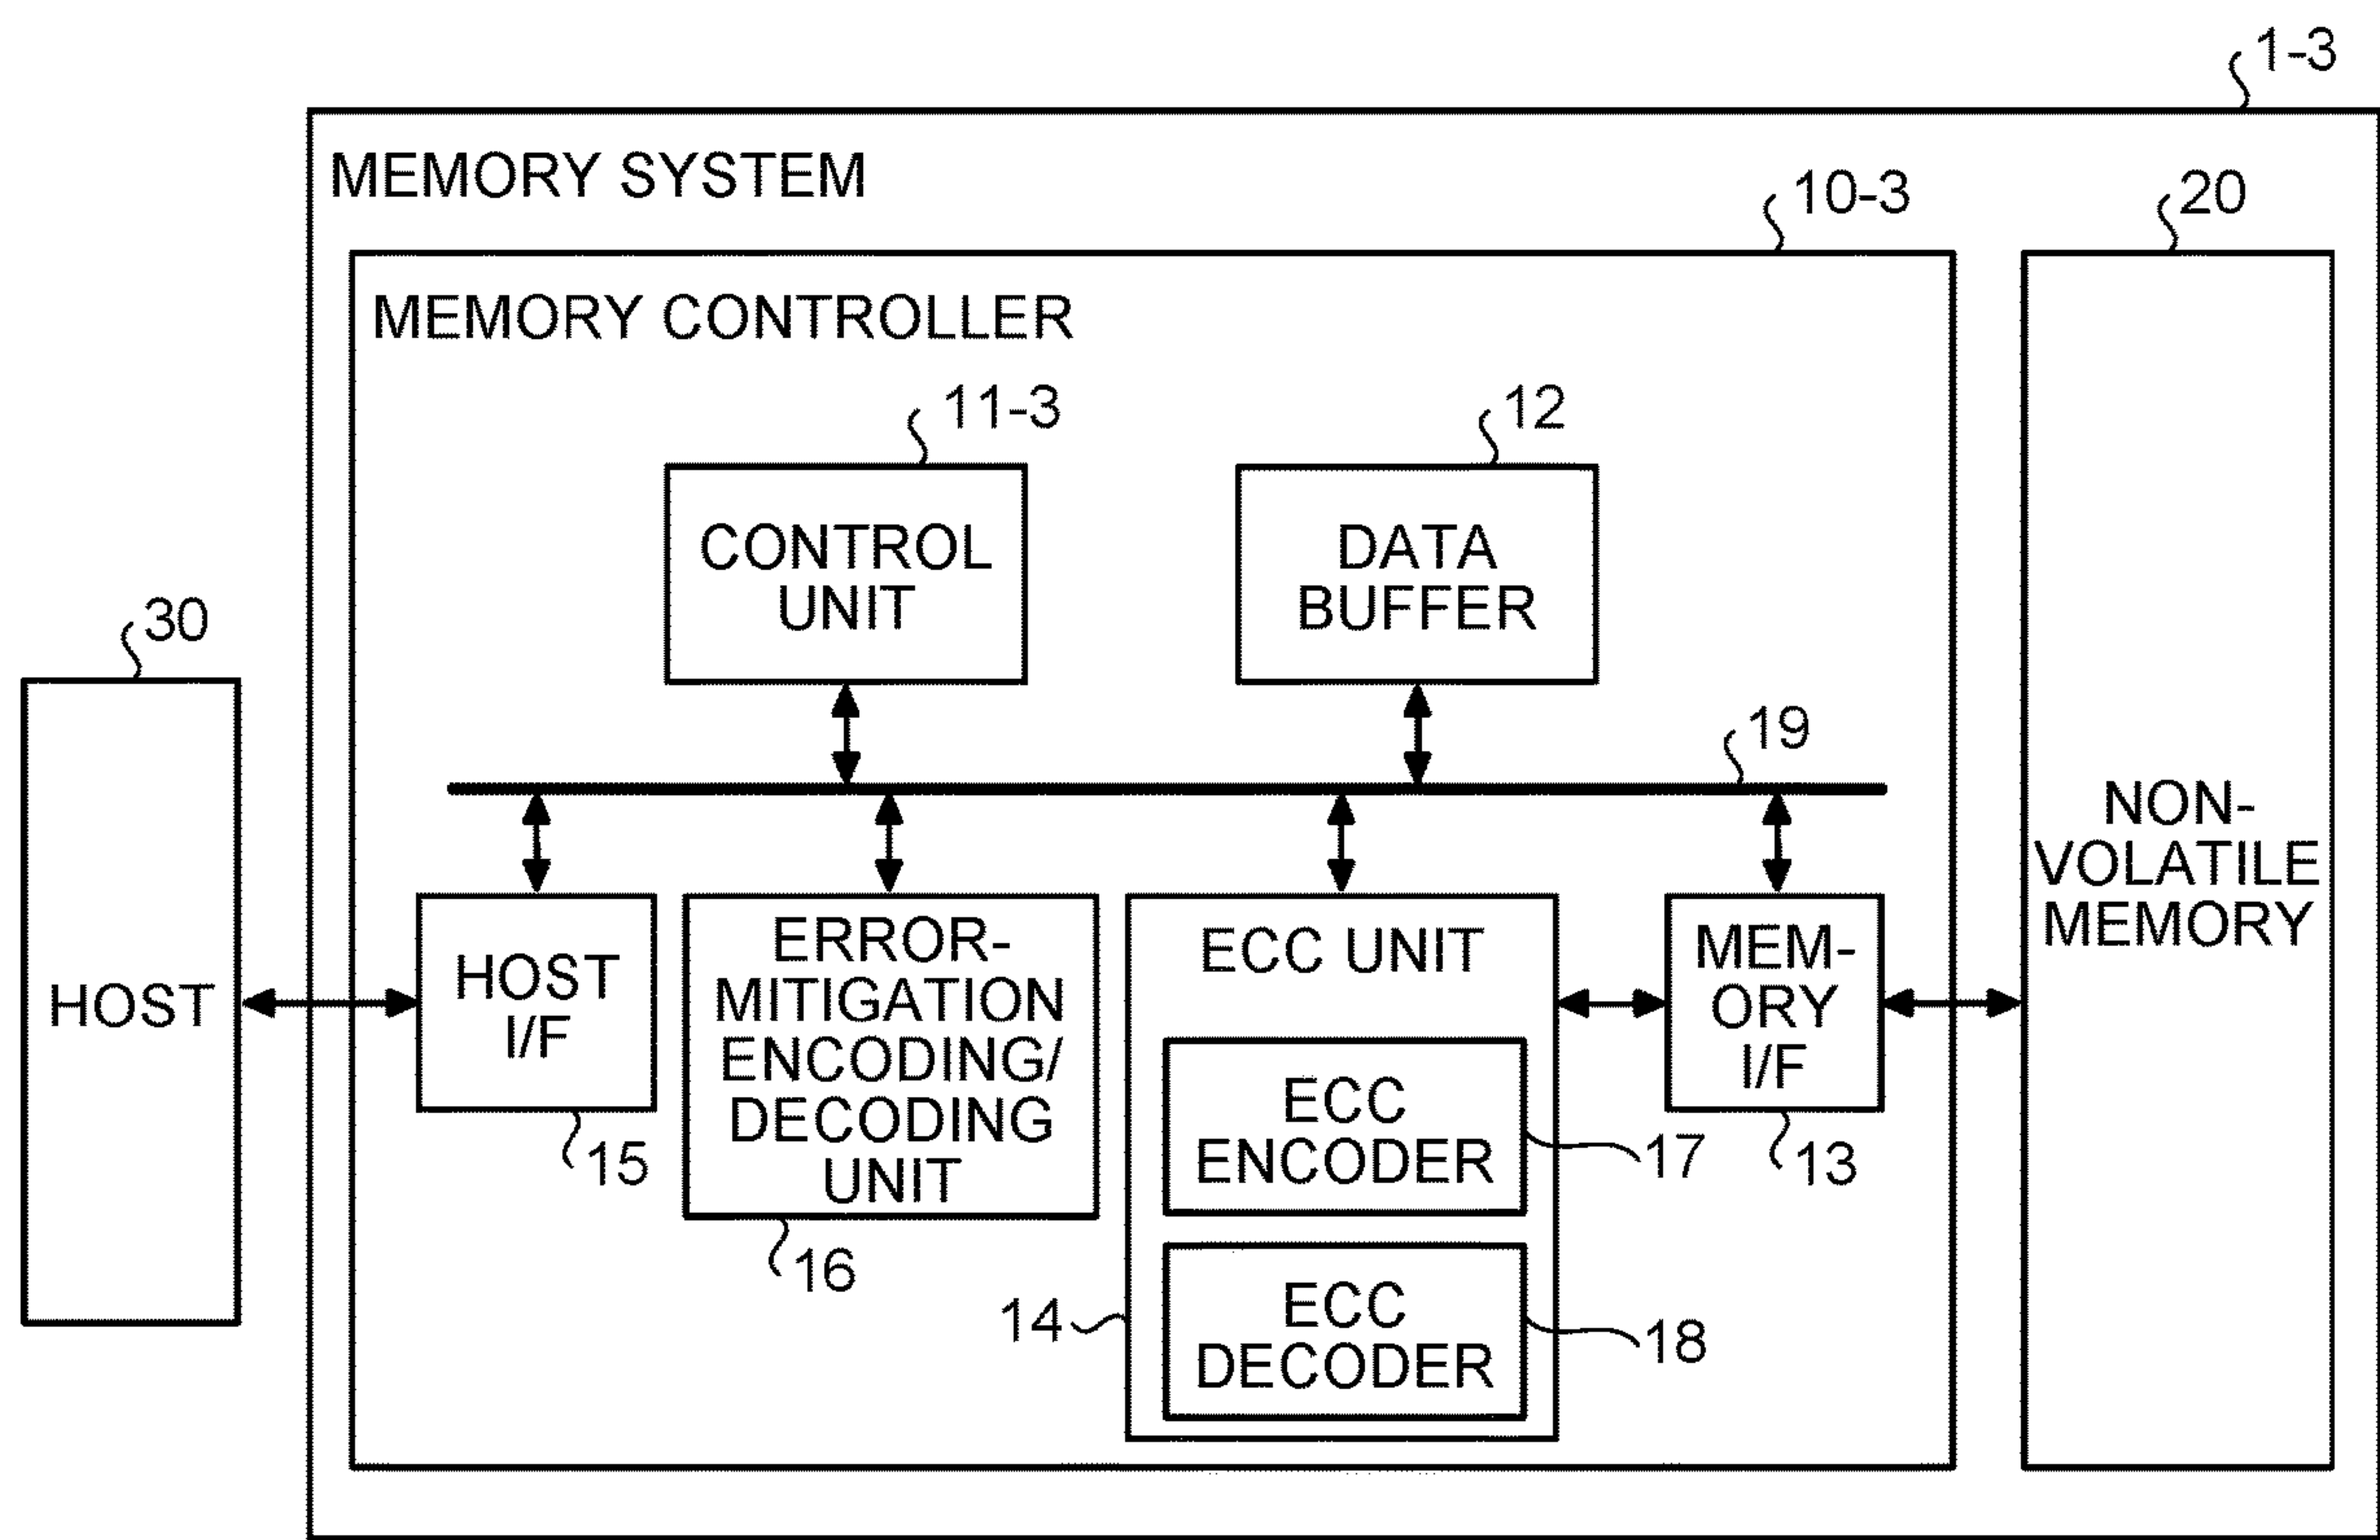 1-3
MEMORY SYSTEM
10-3
20
MEMORY CONTROLLER
11-3
12
CONTROL
UNIT
DATA
BUFFER
30
19
HOST
HOST
I/F
15
ERROR-
MITIGATION
ENCODING/
DECODING
UNIT
16
ECC UNIT
ECC
ENCODER
17
ECC
DECODER
18
14
MEM-
ORY
I/F
13
NON-
VOLATILE
MEMORY